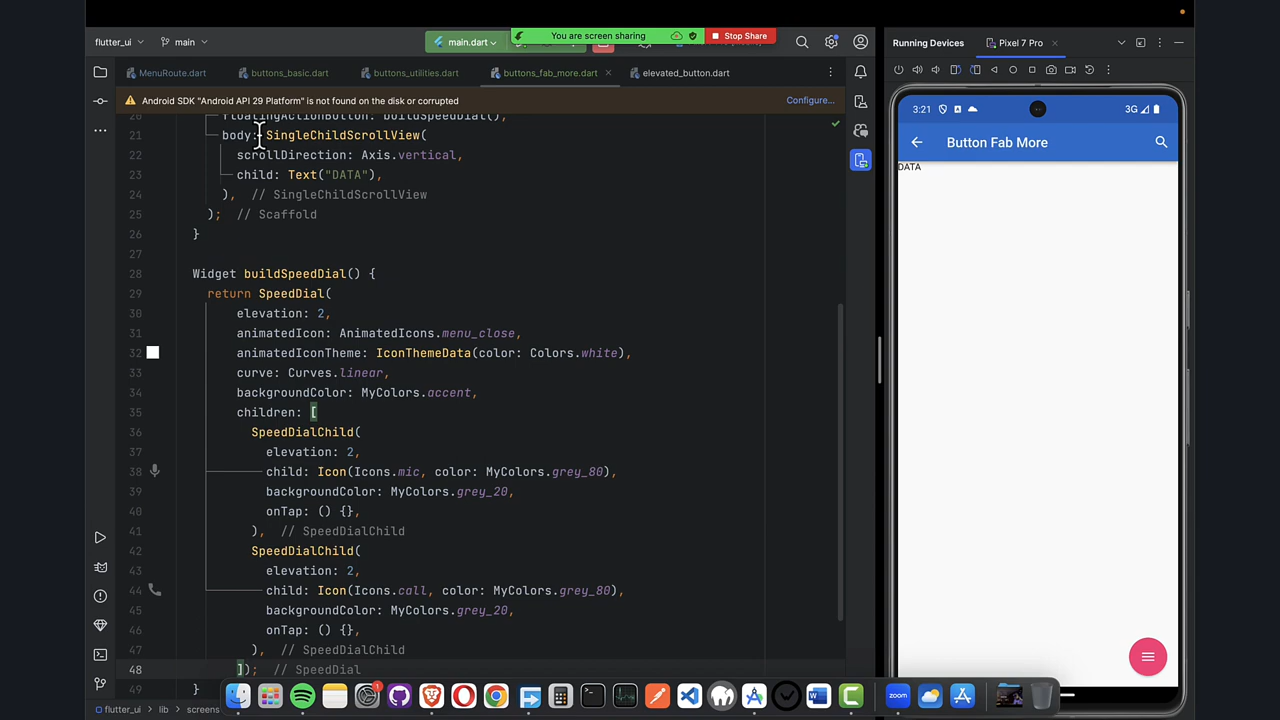 You are screen sharing
Stop Share
flutter_ui
main
main.dart
Running Devices
Pixel 7 Pro
MenuRoute.dart
buttons_basic.dart
buttons_utilities.dart
buttons_fab_more.dart
elevated_button.dart
Android SDK "Android API 29 Platform" is not found on the disk or corrupted
Configure...
20 floatingActionButton: buildSpeedDial(),
21 body: SingleChildScrollView(
22 scrollDirection: Axis.vertical,
23 child: Text("DATA"),
24 ), // SingleChildScrollView
25 ); // Scaffold
26 }
27
28 Widget buildSpeedDial() {
29 return SpeedDial(
30 elevation: 2,
31 animatedIcon: AnimatedIcons.menu_close,
32 animatedIconTheme: IconThemeData(color: Colors.white),
33 curve: Curves.linear,
34 backgroundColor: MyColors.accent,
35 children: [
36 SpeedDialChild(
37 elevation: 2,
38 child: Icon(Icons.mic, color: MyColors.grey_80),
39 backgroundColor: MyColors.grey_20,
40 onTap: () {},
41 ), // SpeedDialChild
42 SpeedDialChild(
43 elevation: 2,
44 child: Icon(Icons.call, color: MyColors.grey_80),
45 backgroundColor: MyColors.grey_20,
46 onTap: () {},
47 ), // SpeedDialChild
48 ]); // SpeedDial
49 }
3:21
3G
Button Fab More
DATA
zoom
flutter_ui
lib
screens